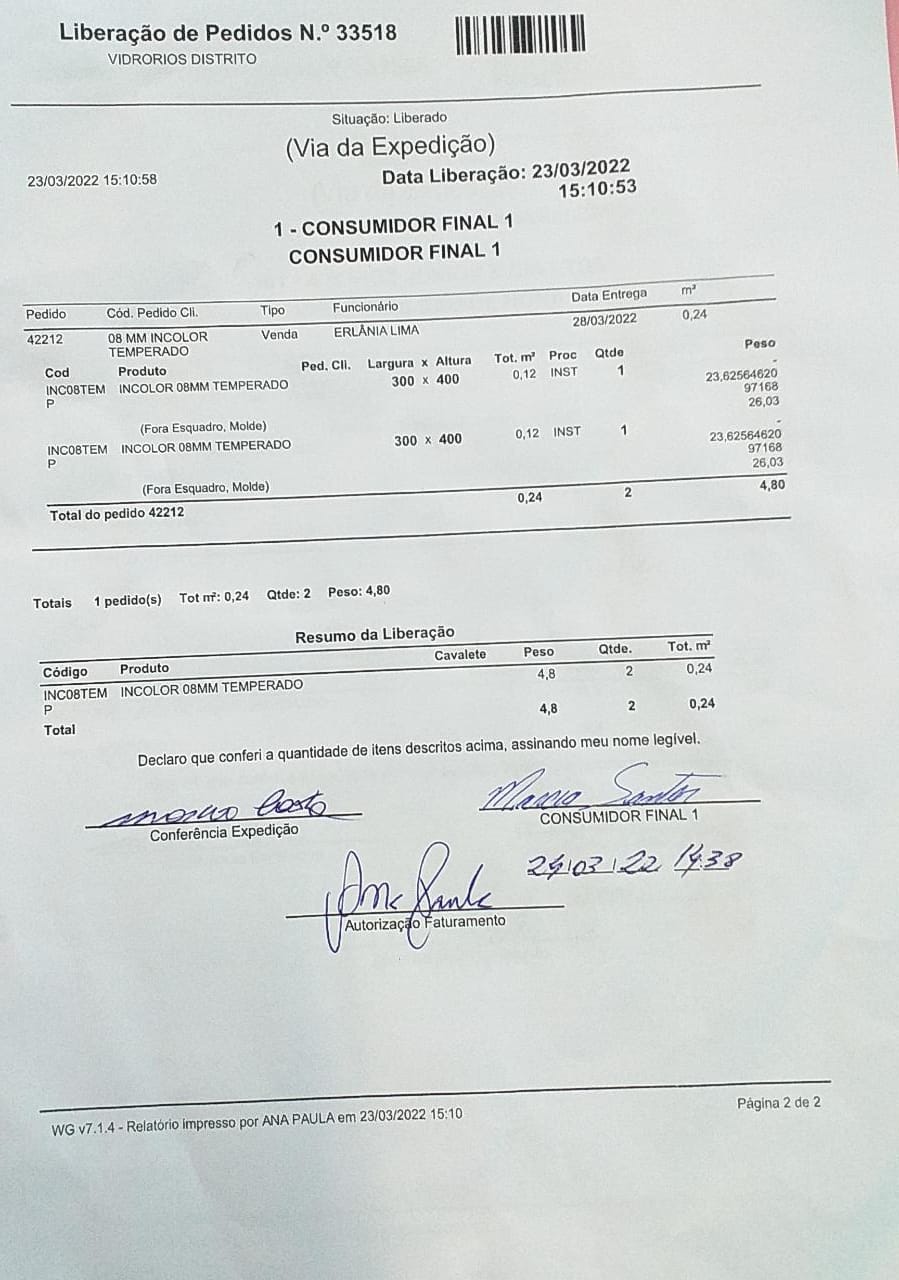 Liberação de Pedidos N.º 33518
VIDRORIOS DISTRITO
Situação: Liberado
(Via da Expedição)
23/03/2022 15:10:58
Data Liberação: 23/03/2022
15:10:53
1 - CONSUMIDOR FINAL 1
CONSUMIDOR FINAL 1
Pedido Cód. Pedido Cli. Tipo Funcionário Data Entrega m²
42212 08 MM INCOLOR Venda ERLÂNIA LIMA 28/03/2022 0,24
TEMPERADO
Cod Produto Ped. Cli. Largura x Altura Tot. m² Proc Qtde Peso
INC08TEM INCOLOR 08MM TEMPERADO 300 x 400 0,12 INST 1 -
P 23,62564620
97168
26,03
(Fora Esquadro, Molde)
INC08TEM INCOLOR 08MM TEMPERADO 300 x 400 0,12 INST 1 -
P 23,62564620
97168
26,03
(Fora Esquadro, Molde)
Total do pedido 42212 0,24 2 4,80
Totais 1 pedido(s) Tot m²: 0,24 Qtde: 2 Peso: 4,80
Resumo da Liberação
Código Produto Cavalete Peso Qtde. Tot. m²
INC08TEM INCOLOR 08MM TEMPERADO 4,8 2 0,24
P
Total 4,8 2 0,24
Declaro que conferi a quantidade de itens descritos acima, assinando meu nome legível.
Costa Santos
Conferência Expedição CONSUMIDOR FINAL 1
Ana Paula
Autorização Faturamento
WG v7.1.4 - Relatório impresso por ANA PAULA em 23/03/2022 15:10 Página 2 de 2